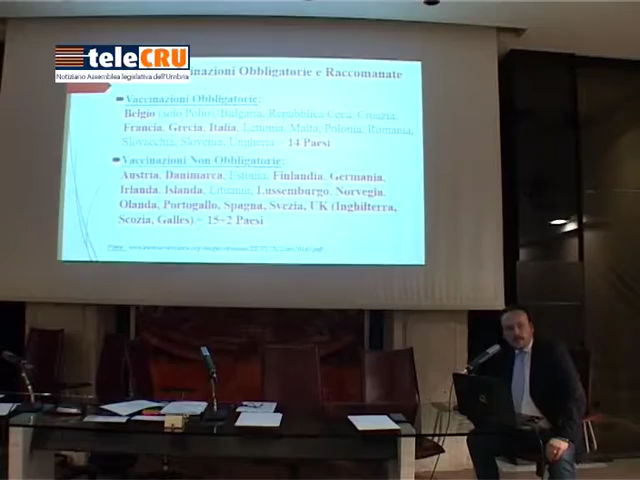 teleCRU
Notiziario Assemblea legislativa dell'Umbria
Obbligatorie e Raccomanate
Vaccinazioni Obbligatorie:
Belgio (solo Polio), Bulgaria, Repubblica Ceca, Croazia,
Francia, Grecia, Italia, Lettonia, Malta, Polonia, Romania,
Slovacchia, Slovenia, Ungheria = 14 Paesi
Vaccinazioni Non Obbligatorie:
Austria, Danimarca, Estonia, Finlandia, Germania,
Irlanda, Islanda, Lituania, Lussemburgo, Norvegia,
Olanda, Portogallo, Spagna, Svezia, UK (Inghilterra,
Scozia, Galles) = 15+2 Paesi